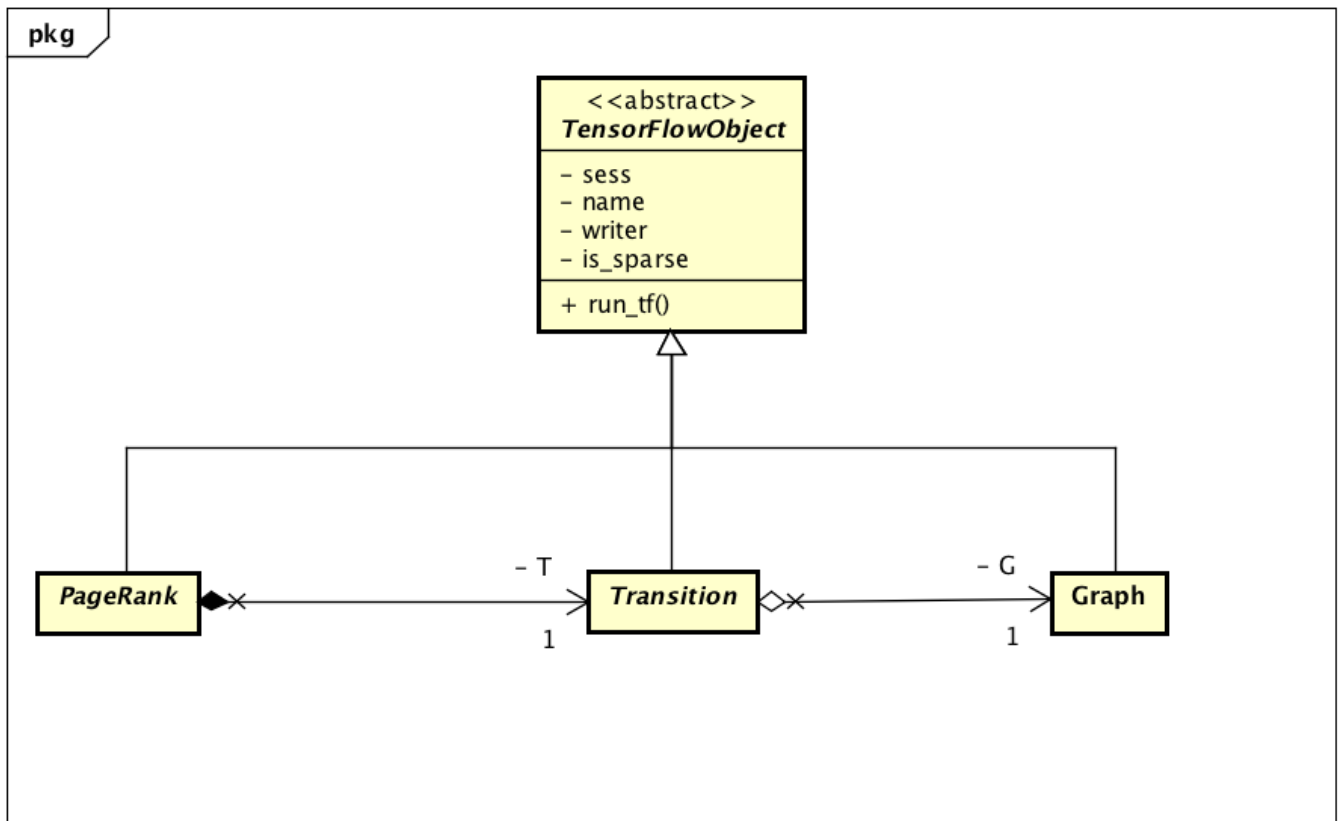 pkg
<<abstract>>
TensorFlowObject
– sess
– name
– writer
– is_sparse
+ run_tf()
– T
– G
PageRank
Transition
Graph
1
1